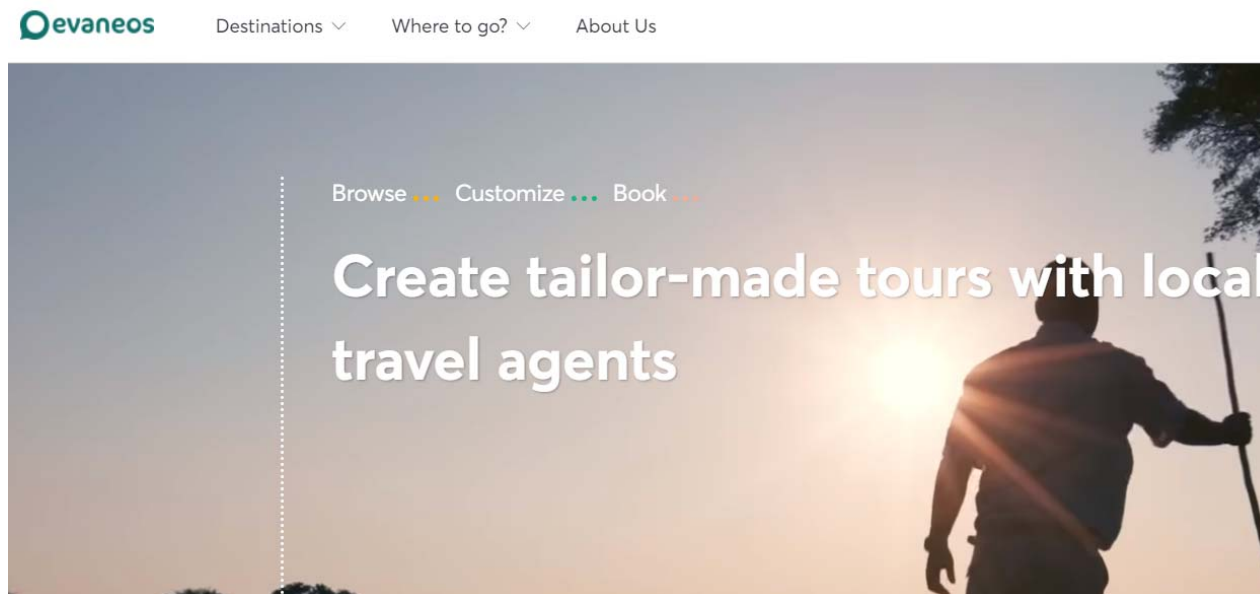 evaneos
Destinations
Where to go?
About Us
Browse ... Customize ... Book ...
Create tailor-made tours with local
travel agents